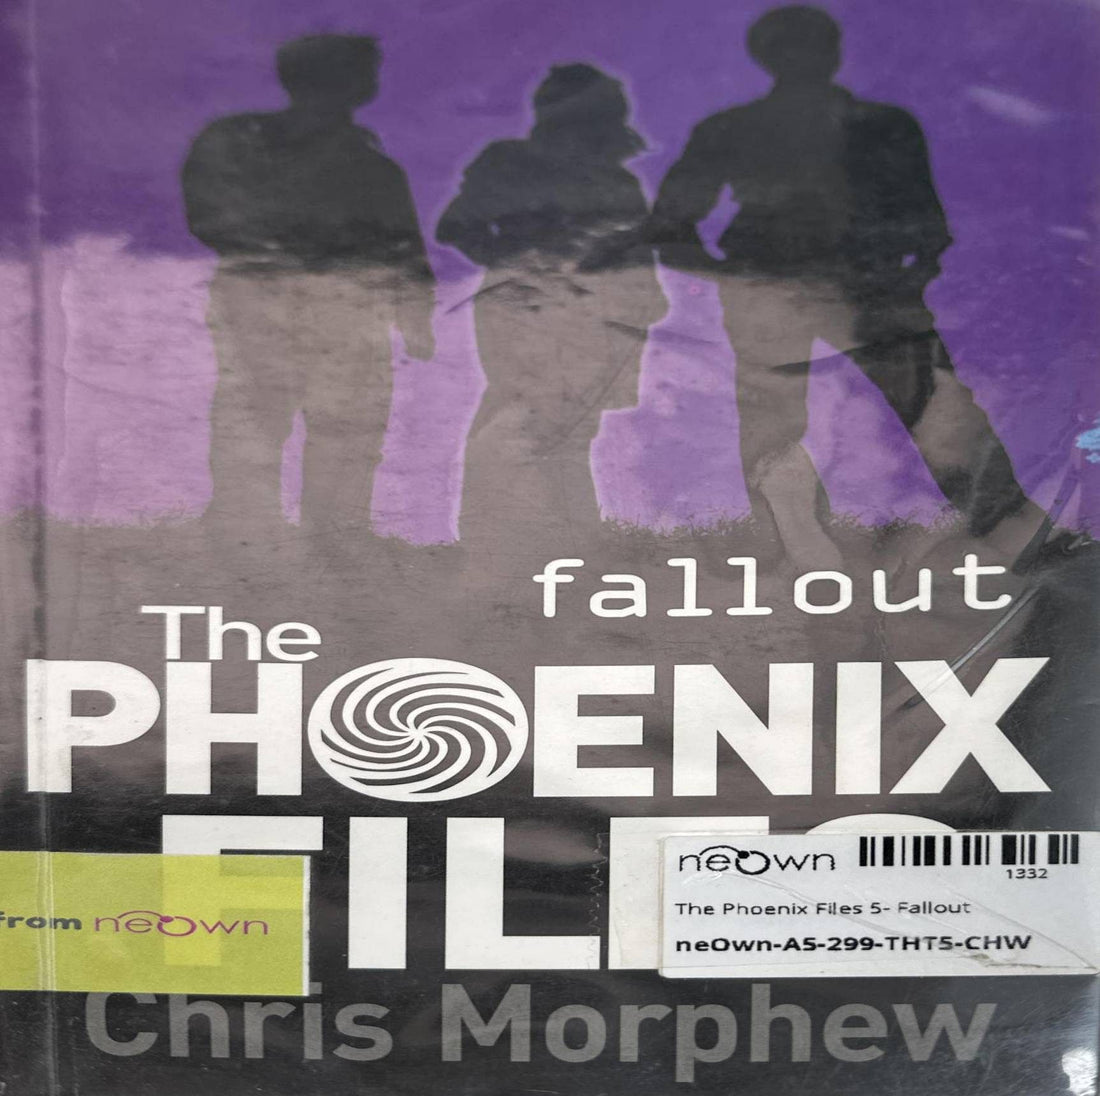 fallout
The
PHOENIX
FILES
neOwn
1332
The Phoenix Files 5- Fallout
neOwn-A5-299-THT5-CHW
from neOwn
Chris Morphew